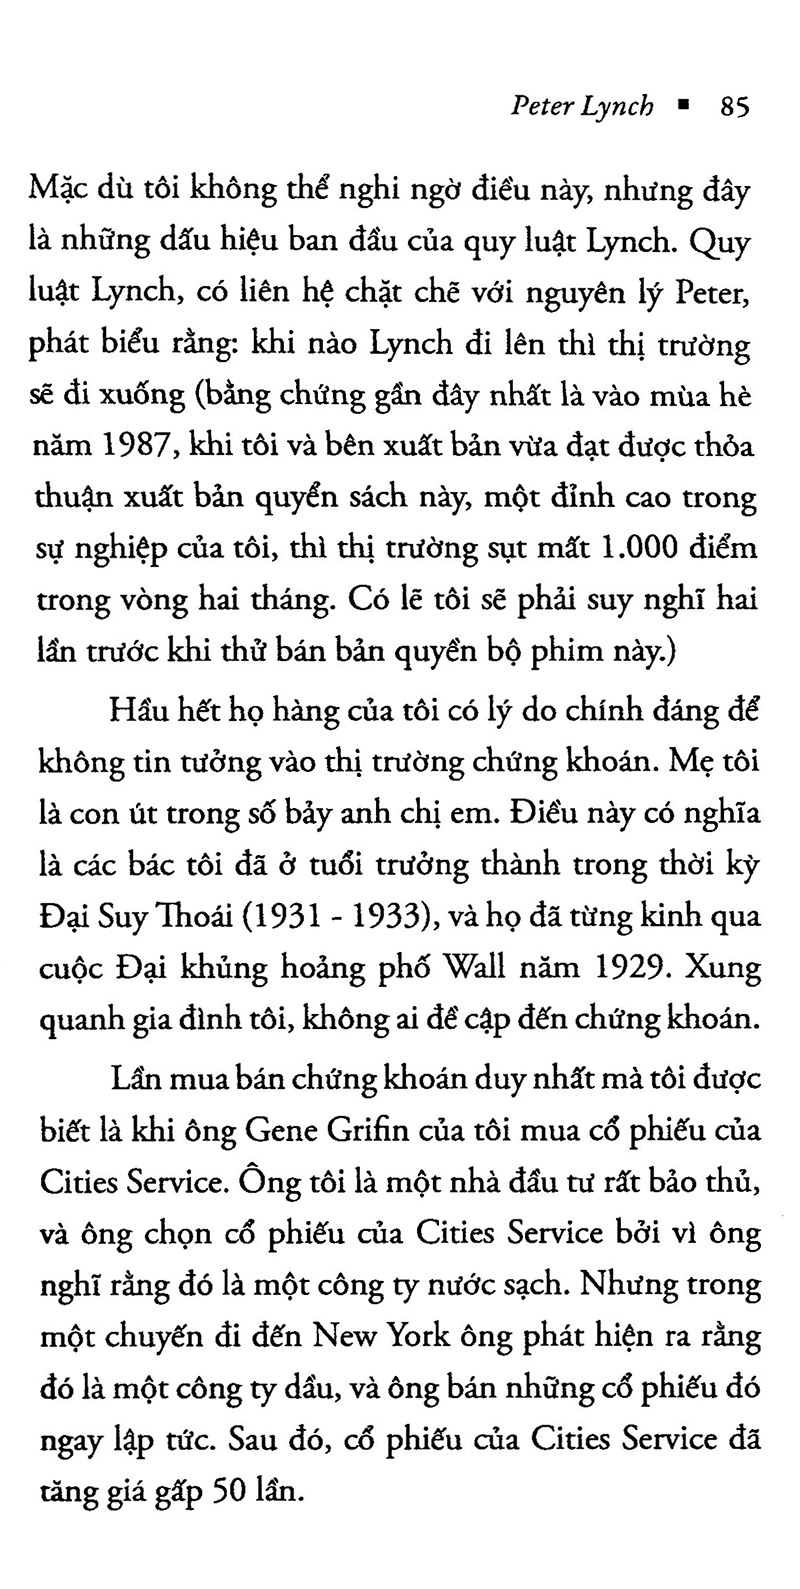 Peter Lynch ▪ 85
Mặc dù tôi không thể nghi ngờ điều này, nhưng đây
là những dấu hiệu ban đầu của quy luật Lynch. Quy
luật Lynch, có liên hệ chặt chẽ với nguyên lý Peter,
phát biểu rằng: khi nào Lynch đi lên thì thị trường
sẽ đi xuống (bằng chứng gần đây nhất là vào mùa hè
năm 1987, khi tôi và bên xuất bản vừa đạt được thỏa
thuận xuất bản quyển sách này, một đỉnh cao trong
sự nghiệp của tôi, thì thị trường sụt mất 1.000 điểm
trong vòng hai tháng. Có lẽ tôi sẽ phải suy nghĩ hai
lần trước khi thử bán bản quyền bộ phim này.)
Hầu hết họ hàng của tôi có lý do chính đáng để
không tin tưởng vào thị trường chứng khoán. Mẹ tôi
là con út trong số bảy anh chị em. Điều này có nghĩa
là các bác tôi đã ở tuổi trưởng thành trong thời kỳ
Đại Suy Thoái (1931 - 1933), và họ đã từng kinh qua
cuộc Đại khủng hoảng phố Wall năm 1929. Xung
quanh gia đình tôi, không ai đề cập đến chứng khoán.
Lần mua bán chứng khoán duy nhất mà tôi được
biết là khi ông Gene Grifin của tôi mua cổ phiếu của
Cities Service. Ông tôi là một nhà đầu tư rất bảo thủ,
và ông chọn cổ phiếu của Cities Service bởi vì ông
nghĩ rằng đó là một công ty nước sạch. Nhưng trong
một chuyến đi đến New York ông phát hiện ra rằng
đó là một công ty dầu, và ông bán những cổ phiếu đó
ngay lập tức. Sau đó, cổ phiếu của Cities Service đã
tăng giá gấp 50 lần.